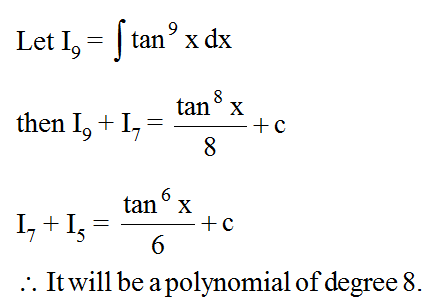 Let I₉ = ∫ tan⁹ x dx
then I₉ + I₇ = tan⁸ x / 8 + c
I₇ + I₅ = tan⁶ x / 6 + c
∴ It will be a polynomial of degree 8.